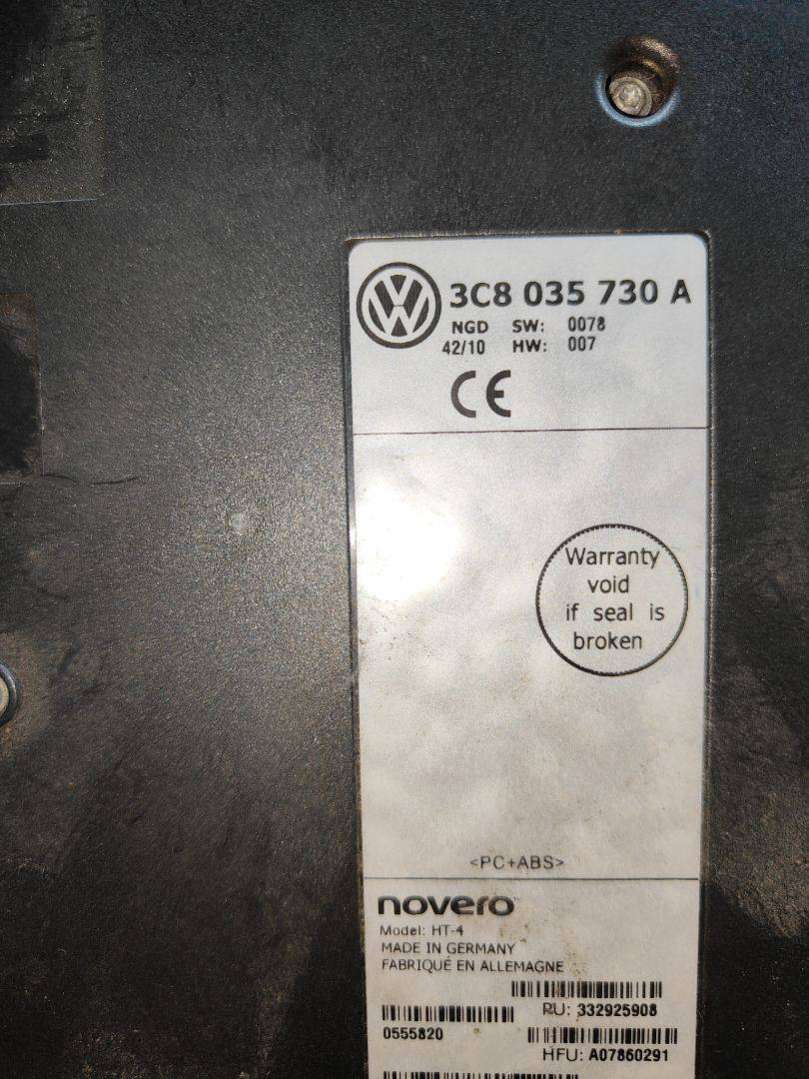 3C8 035 730 A
NGD SW: 0078
42/10 HW: 007
CE
Warranty
void
if seal is
broken
<PC+ABS>
novero
Model: HT-4
MADE IN GERMANY
FABRIQUÉ EN ALLEMAGNE
RU: 332925908
0555820
HFU: A07860291